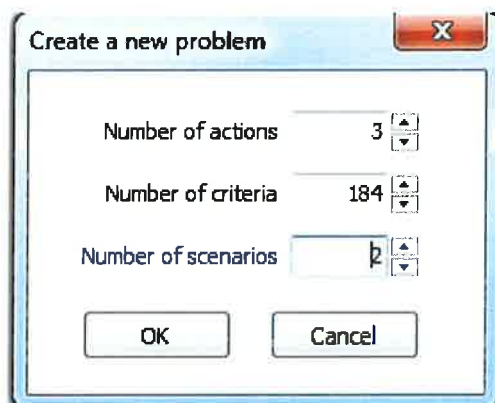 Create a new problem
Number of actions 3
Number of criteria 184
Number of scenarios 2
OK Cancel